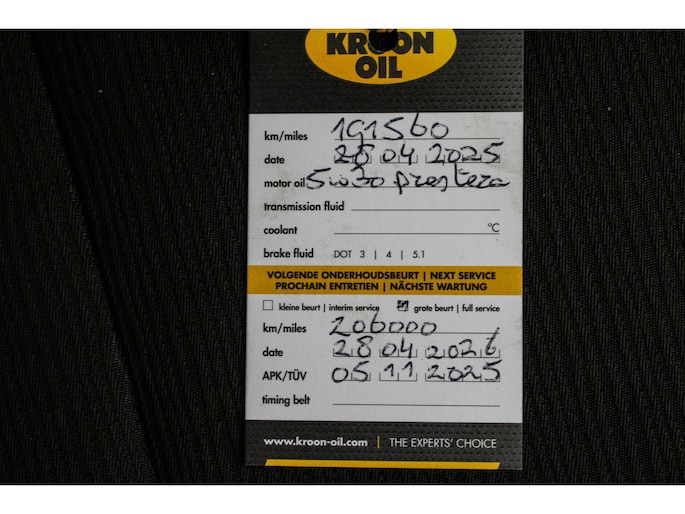 KROON
OIL
km/miles 191560
date 28 04 2025
motor oil 5w30 prestera
transmission fluid
coolant °C
brake fluid DOT 3 | 4 | 5.1
VOLGENDE ONDERHOUDSBEURT | NEXT SERVICE
PROCHAIN ENTRETIEN | NÄCHSTE WARTUNG
kleine beurt | interim service grote beurt | full service
km/miles 206000
date 28 04 2026
APK/TÜV 05 11 2025
timing belt
www.kroon-oil.com | THE EXPERTS' CHOICE